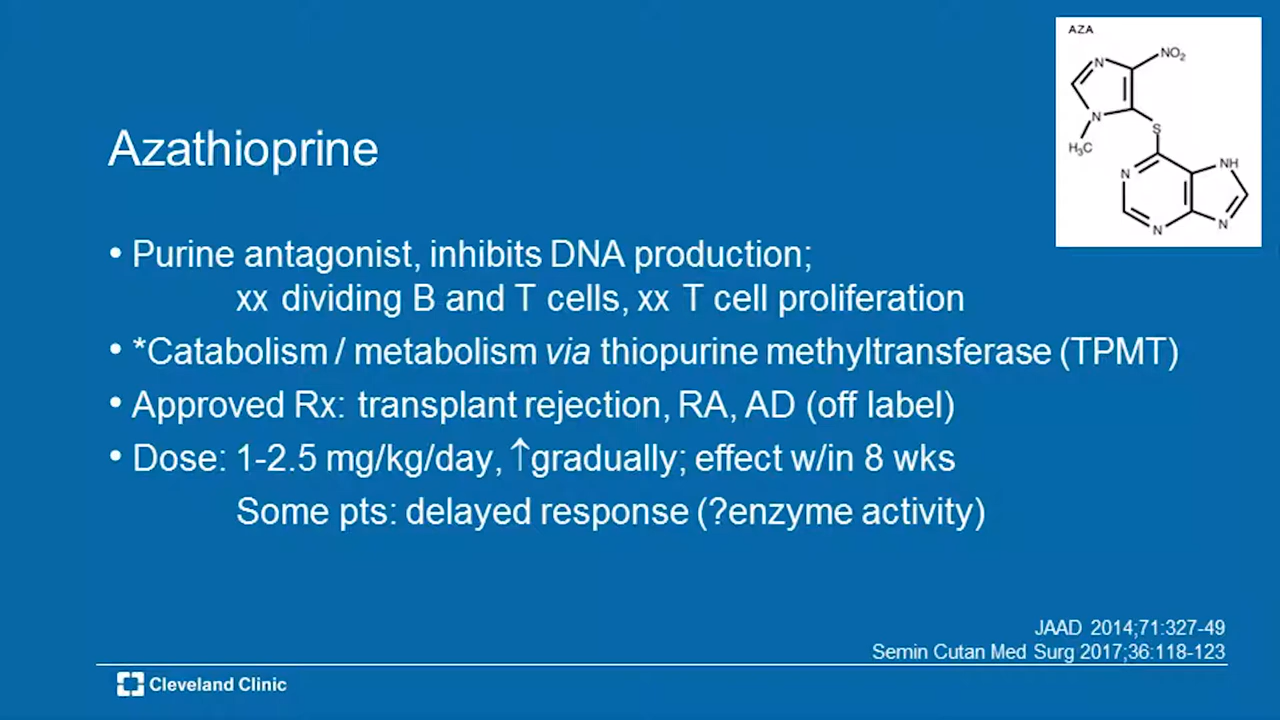 AZA
N
NO₂
N
S
H₃C
N
NH
N
N
Azathioprine
• Purine antagonist, inhibits DNA production;
xx dividing B and T cells, xx T cell proliferation
• *Catabolism / metabolism via thiopurine methyltransferase (TPMT)
• Approved Rx: transplant rejection, RA, AD (off label)
• Dose: 1-2.5 mg/kg/day, ↑gradually; effect w/in 8 wks
Some pts: delayed response (?enzyme activity)
JAAD 2014;71:327-49
Semin Cutan Med Surg 2017;36:118-123
Cleveland Clinic